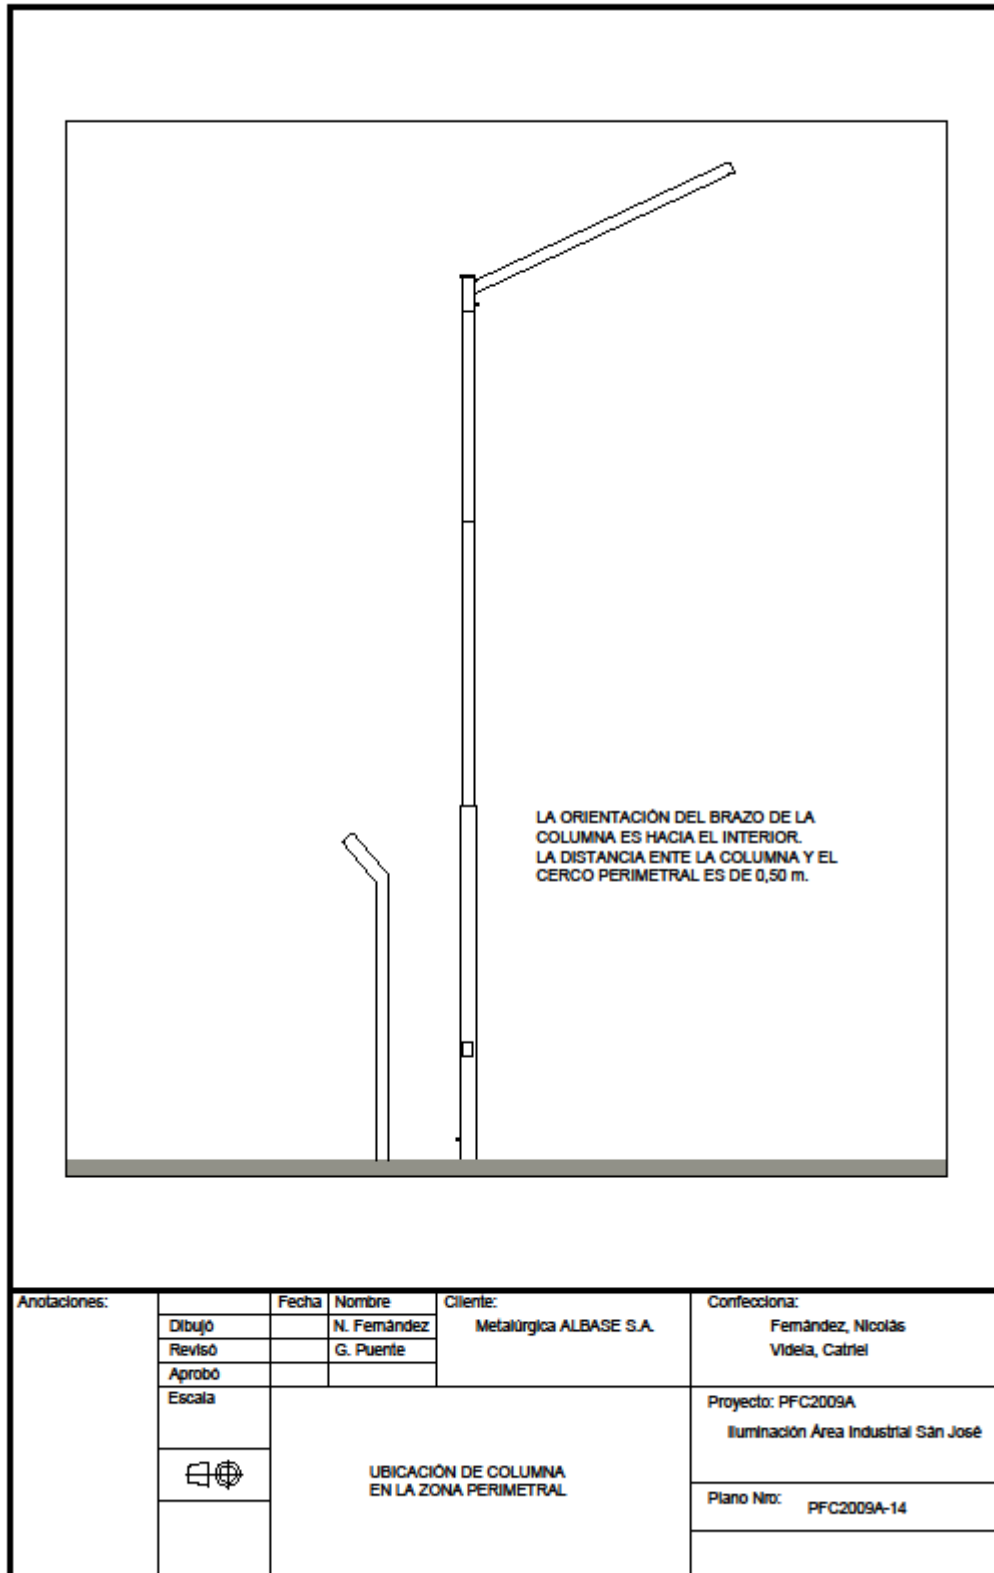 LA ORIENTACIÓN DEL BRAZO DE LA
COLUMNA ES HACIA EL INTERIOR.
LA DISTANCIA ENTE LA COLUMNA Y EL
CERCO PERIMETRAL ES DE 0,50 m.
Anotaciones:
Fecha
Nombre
Dibujó
N. Fernández
Revisó
G. Puente
Aprobó
Escala
Cliente:
Metalúrgica ALBASE S.A.
Confecciona:
Fernández, Nicolás
Videla, Catriel
UBICACIÓN DE COLUMNA
EN LA ZONA PERIMETRAL
Proyecto: PFC2009A
Iluminación Área Industrial Sán José
Plano Nro:
PFC2009A-14